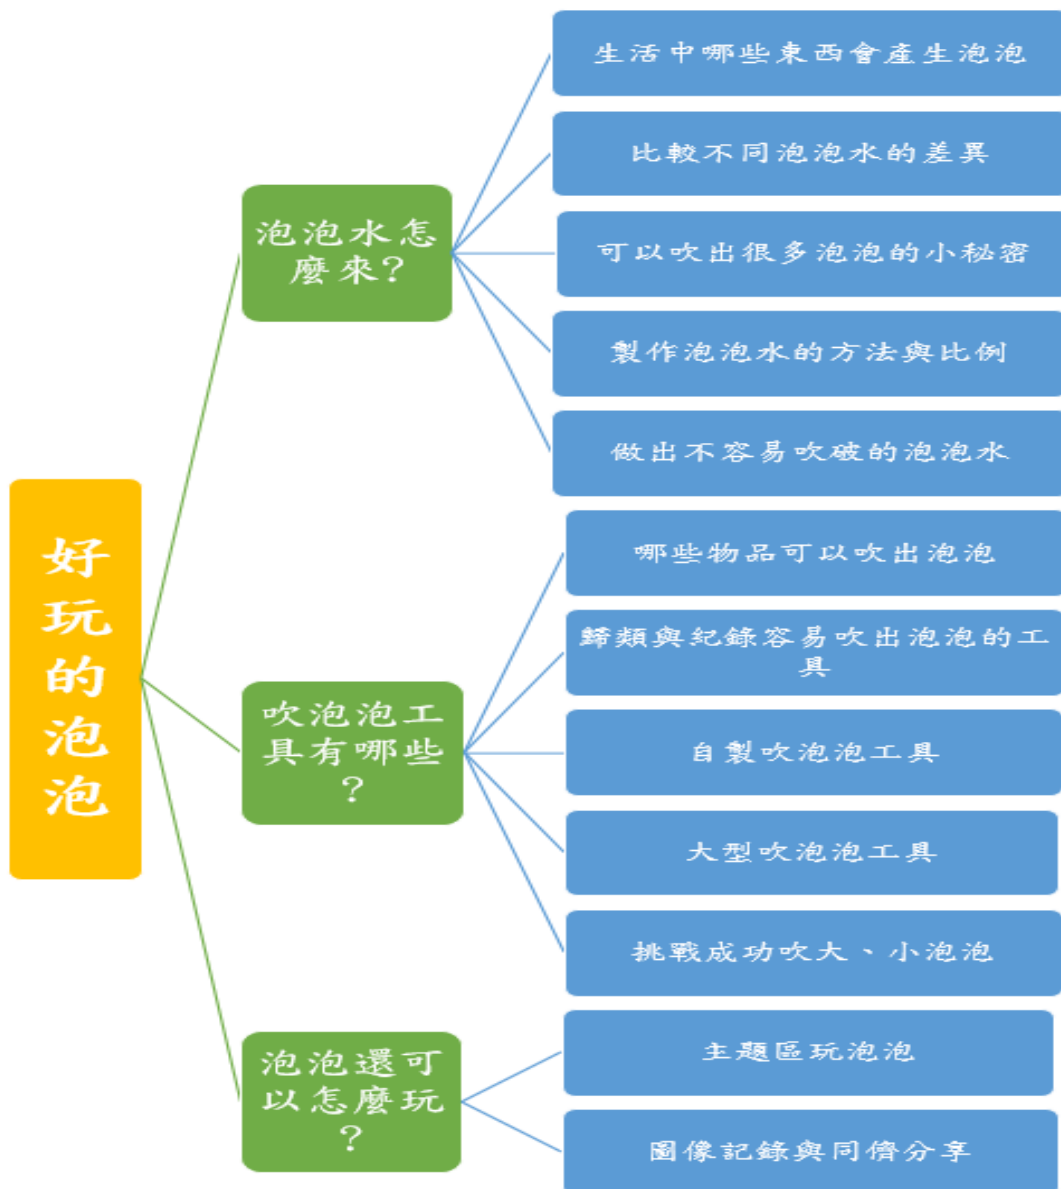 好玩的泡泡
泡泡水怎
麼來?
生活中哪些東西會產生泡泡
比較不同泡泡水的差異
可以吹出很多泡泡的小秘密
製作泡泡水的方法與比例
做出不容易吹破的泡泡水
吹泡泡工
具有哪些
?
哪些物品可以吹出泡泡
歸類與紀錄容易吹出泡泡的工
具
自製吹泡泡工具
大型吹泡泡工具
挑戰成功吹大、小泡泡
泡泡還可
以怎麼玩
?
主題區玩泡泡
圖像記錄與同儕分享